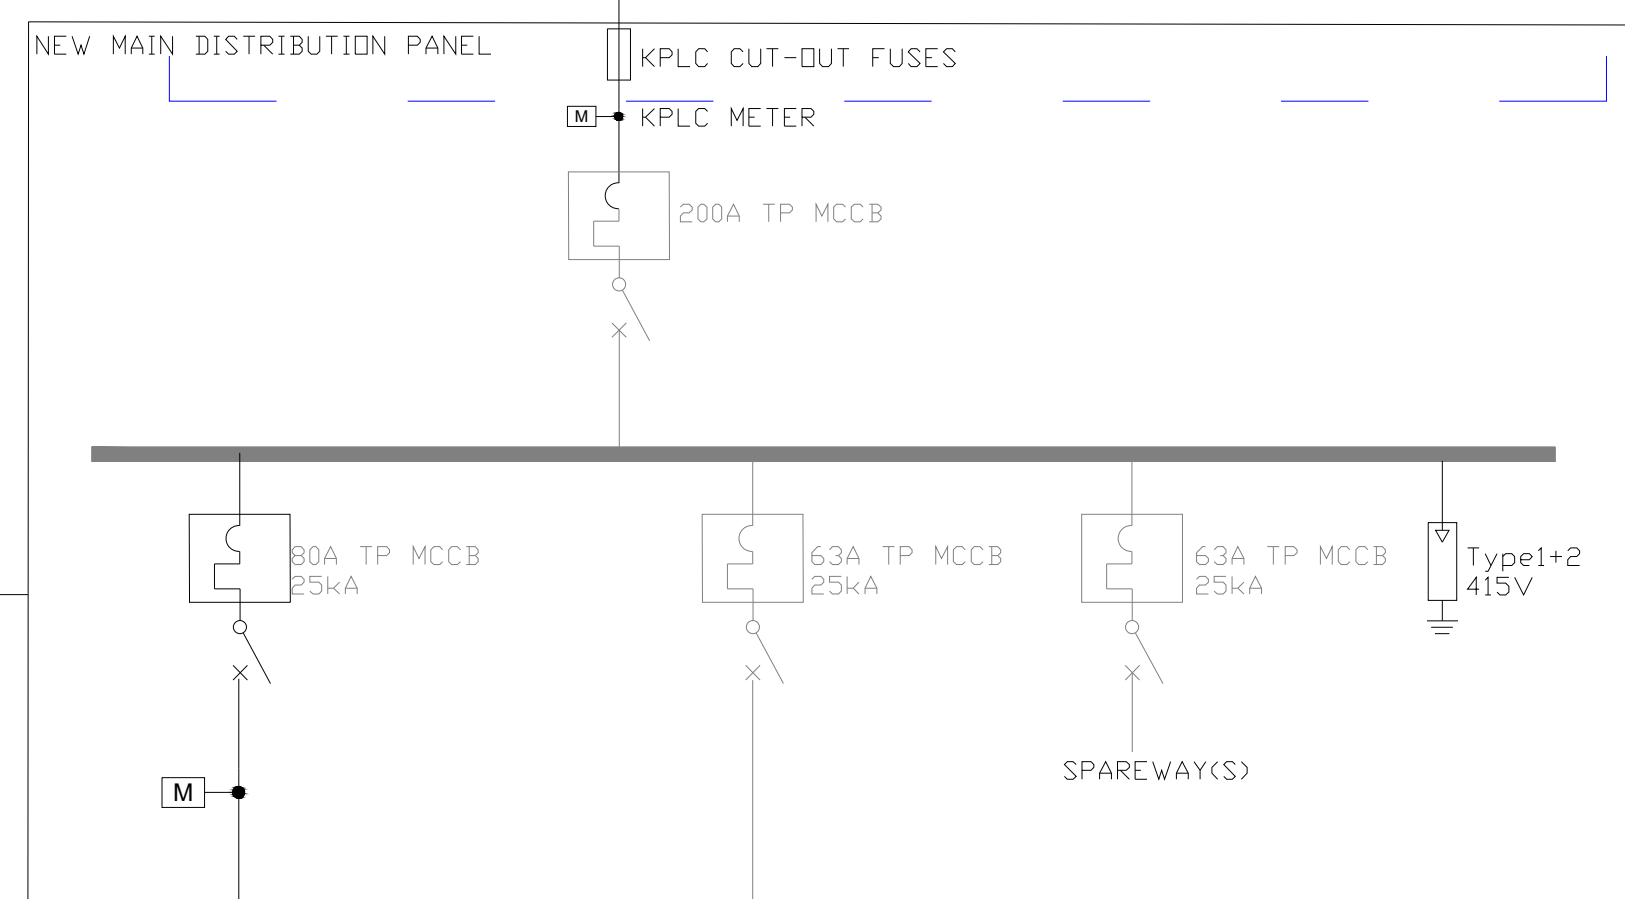 NEW MAIN DISTRIBUTION PANEL
KPLC CUT-OUT FUSES
M
KPLC METER
200A TP MCCB
80A TP MCCB
25kA
63A TP MCCB
25kA
63A TP MCCB
25kA
Type1+2
415V
SPAREWAY(S)
M